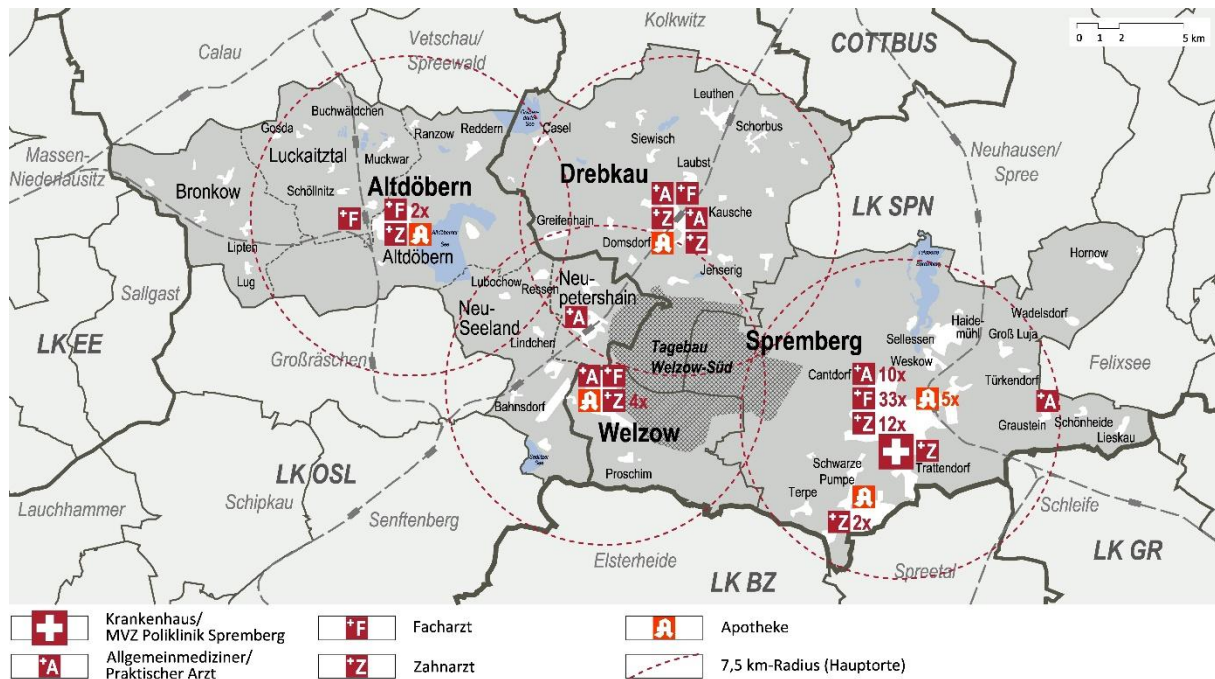 Kolkwitz
COTTBUS
0 1 2 5 km
Calau
Vetschau/
Spreewald
Massen-
Niederlausitz
Neuhausen/
Spree
LK SPN
Sallgast
LK EE
Großräschen
LK OSL
Lauchhammer
Schipkau
Senftenberg
Elsterheide
LK BZ
Spreetal
Schleife
LK GR
Felixsee
Buchwäldchen
Gosda
Luckaitztal
Muckwar
Ranzow
Reddern
Bronkow
Schöllnitz
Altdöbern
+F
+F 2x
+Z
A
Altdöbern
Lipten
Lug
Casel
Leuthen
Schorbus
Siewisch
Laubst
Drebkau
+A +F
+Z +A
A +Z
Kausche
Greifenhain
Domsdorf
Jehserig
Lubochow
Ressen
Neu-
petershain
+A
Neu-
Seeland
Lindchen
Bahnsdorf
Tagebau
Welzow-Süd
+A +F
A +Z 4x
Welzow
Proschim
Spremberg
Hornow
Wadelsdorf
Haide-
mühl
Groß Luja
Sellessen
Weskow
Cantdorf
+A 10x
+F 33x
+Z 12x
A 5x
Türkendorf
+A
Graustein
Schönheide
Lieskau
+Z
Trattendorf
Schwarze
Pumpe
Terpe
A
+Z 2x
Krankenhaus/
MVZ Poliklinik Spremberg
+F Facharzt
A Apotheke
+A Allgemeinmediziner/
Praktischer Arzt
+Z Zahnarzt
7,5 km-Radius (Hauptorte)